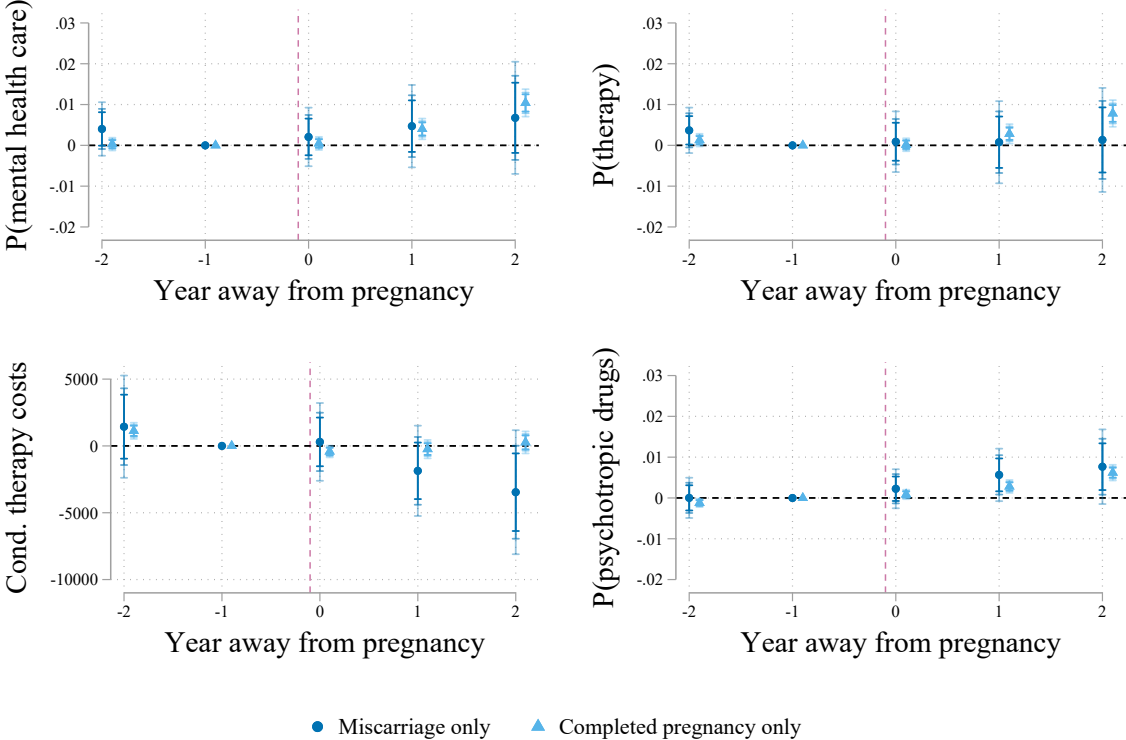 P(mental health care)
.03
.02
.01
0
-.01
-.02
-2 -1 0 1 2
Year away from pregnancy
P(therapy)
.03
.02
.01
0
-.01
-.02
-2 -1 0 1 2
Year away from pregnancy
Cond. therapy costs
5000
0
-5000
-10000
-2 -1 0 1 2
Year away from pregnancy
P(psychotropic drugs)
.03
.02
.01
0
-.01
-.02
-2 -1 0 1 2
Year away from pregnancy
Miscarriage only Completed pregnancy only